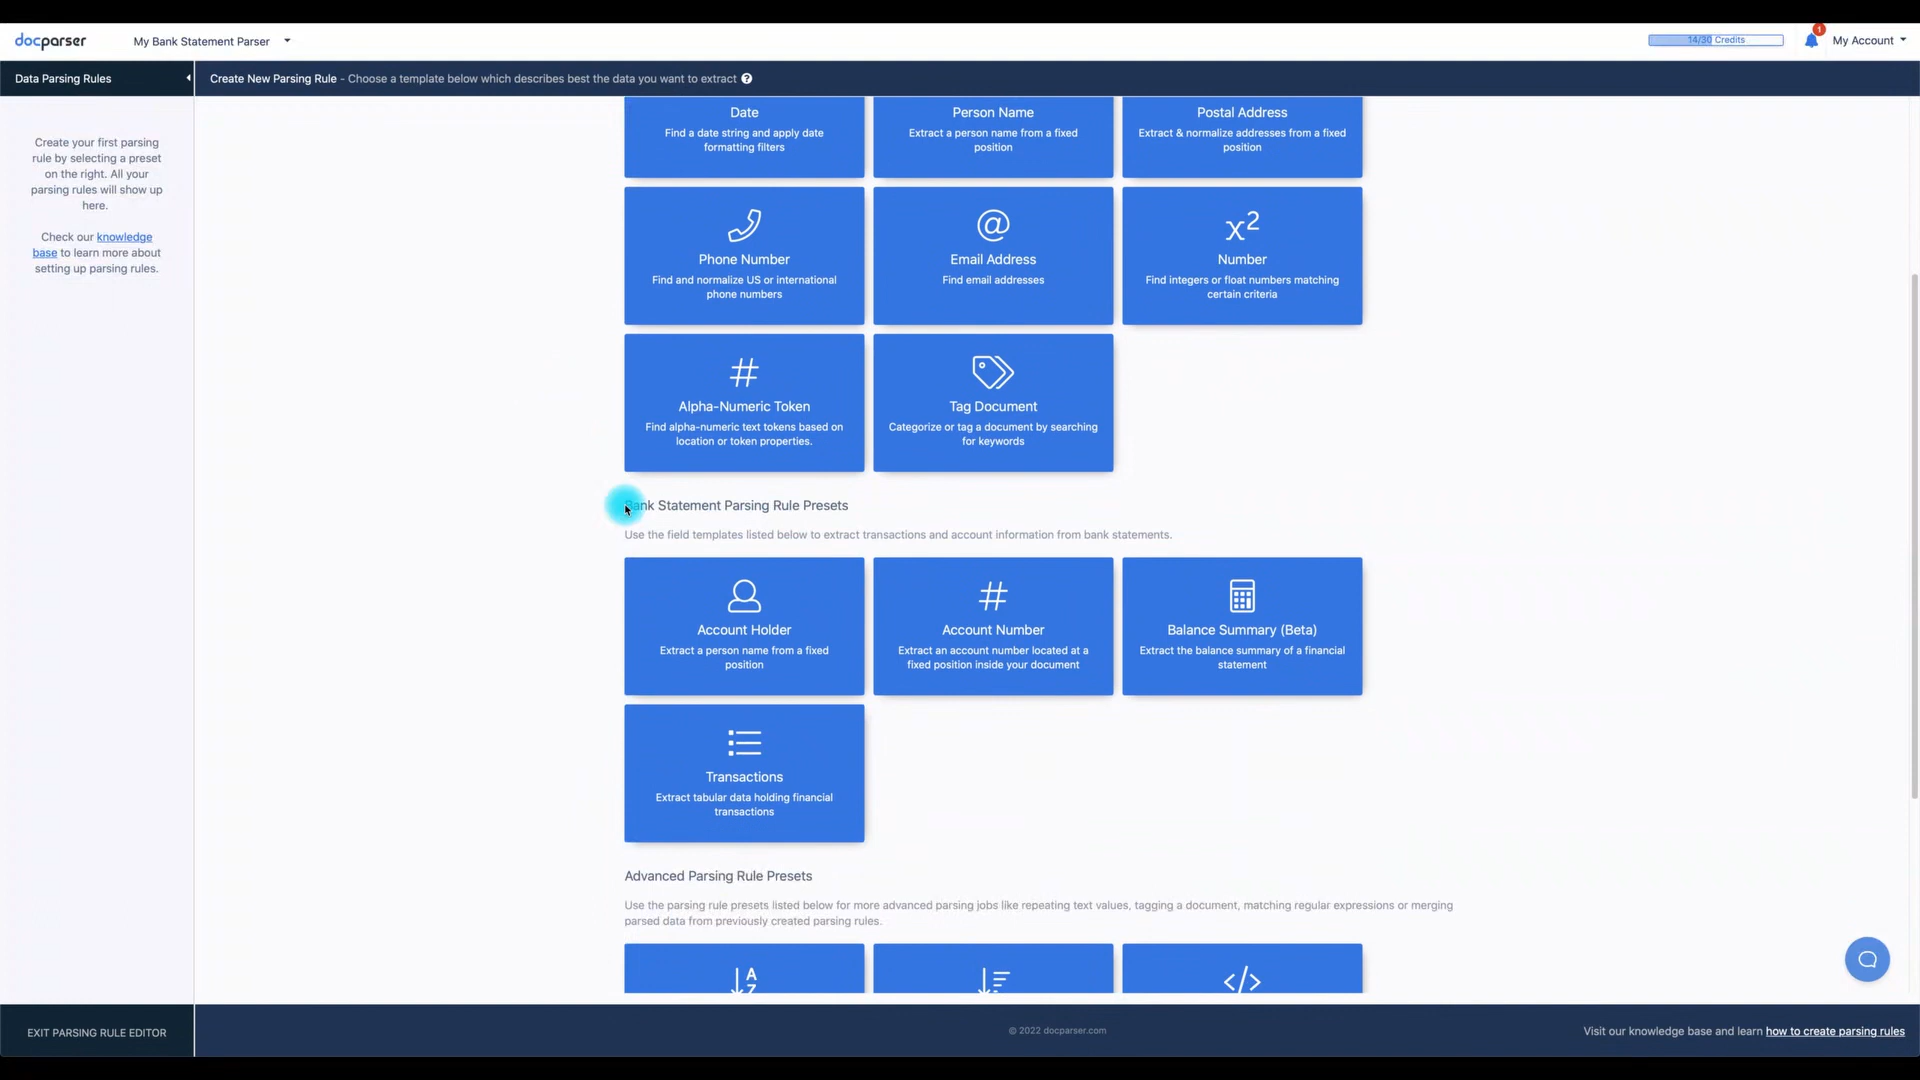 docparser
My Bank Statement Parser
14/30 Credits
1
My Account
Data Parsing Rules
Create New Parsing Rule - Choose a template below which describes best the data you want to extract ?
Create your first parsing
rule by selecting a preset
on the right. All your
parsing rules will show up
here.
Check our knowledge
base to learn more about
setting up parsing rules.
Date
Find a date string and apply date
formatting filters
Person Name
Extract a person name from a fixed
position
Postal Address
Extract & normalize addresses from a fixed
position
Phone Number
Find and normalize US or international
phone numbers
@
Email Address
Find email addresses
x2
Number
Find integers or float numbers matching
certain criteria
#
Alpha-Numeric Token
Find alpha-numeric text tokens based on
location or token properties.
Tag Document
Categorize or tag a document by searching
for keywords
Bank Statement Parsing Rule Presets
Use the field templates listed below to extract transactions and account information from bank statements.
Account Holder
Extract a person name from a fixed
position
#
Account Number
Extract an account number located at a
fixed position inside your document
Balance Summary (Beta)
Extract the balance summary of a financial
statement
Transactions
Extract tabular data holding financial
transactions
Advanced Parsing Rule Presets
Use the parsing rule presets listed below for more advanced parsing jobs like repeating text values, tagging a document, matching regular expressions or merging
parsed data from previously created parsing rules.
A
Z
</>
EXIT PARSING RULE EDITOR
© 2022 docparser.com
Visit our knowledge base and learn how to create parsing rules